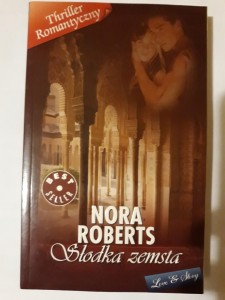 Thriller
Romantyczny
BEST
SELLER
NORA
ROBERTS
Słodka zemsta
Love & Story